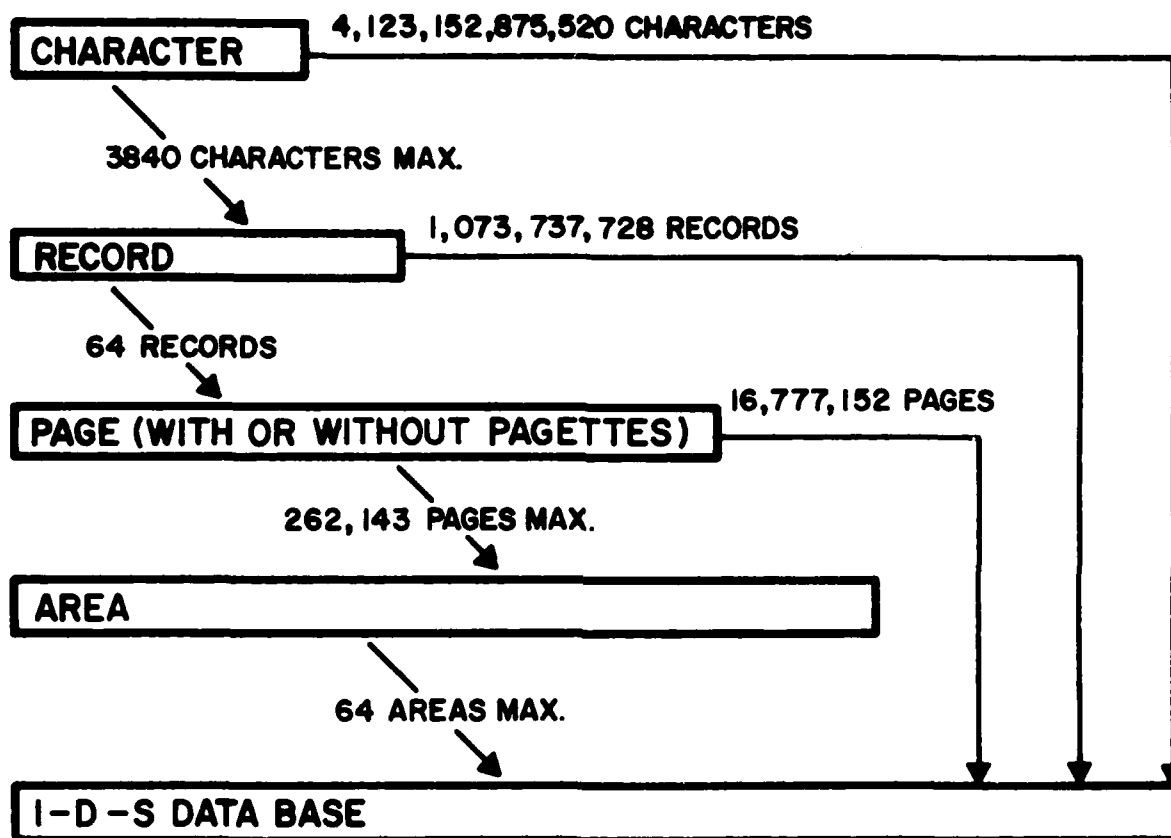 4,123,152,875,520 CHARACTERS
CHARACTER
3840 CHARACTERS MAX.
1,073,737,728 RECORDS
RECORD
64 RECORDS
16,777,152 PAGES
PAGE (WITH OR WITHOUT PAGETTES)
262,143 PAGES MAX.
AREA
64 AREAS MAX.
I-D-S DATA BASE